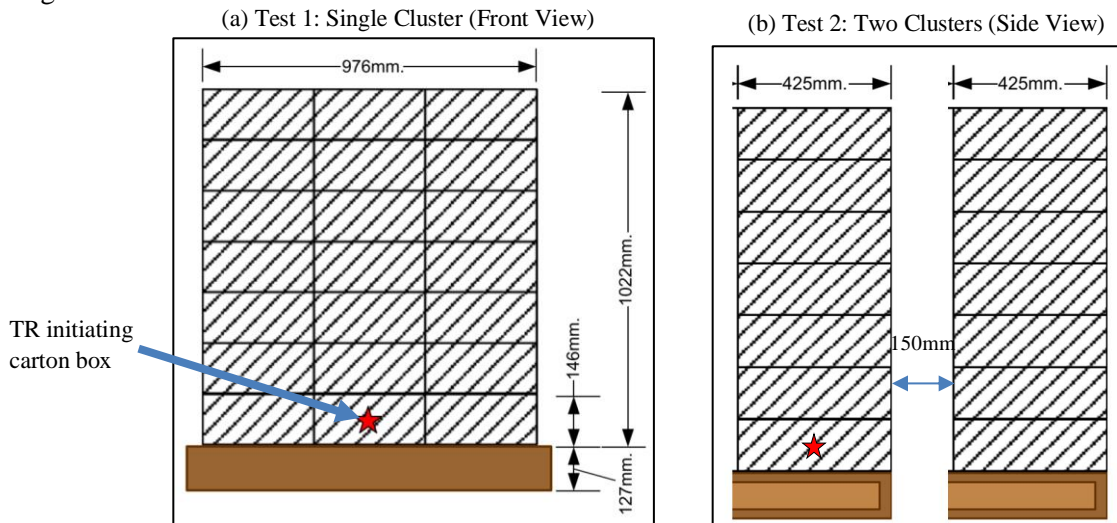 (a) Test 1: Single Cluster (Front View)
976mm.
1022mm.
146mm.
127mm.
TR initiating
carton box
(b) Test 2: Two Clusters (Side View)
425mm.
425mm.
150mm